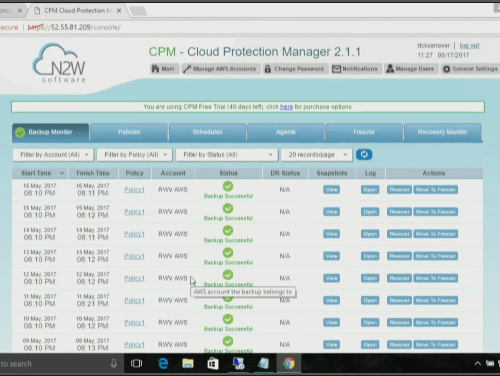 CPM - Cloud Protection Manager 2.1.1
https://52.55.81.209/console/
N2W
software
log out
11:27 05/17/2017
Main
Manage AWS Accounts
Change Password
Notifications
Manage Users
General Settings
You are using CPM Free Trial (40 days left), click here for purchase options
Backup Monitor Policies Schedules Agents Freezer Recovery Monitor
Filter by Account (All) Filter by Policy (All) Filter by Status (All) 20 records/page
Start Time Finish Time Policy Account Status DR Status Snapshots Log Actions
16 May, 2017 16 May, 2017
08:10 PM 08:11 PM Policy1 RWV AWS Backup Successful N/A View Open Recover Move To Freezer
15 May, 2017 15 May, 2017
08:10 PM 08:12 PM Policy1 RWV AWS Backup Successful N/A View Open Recover Move To Freezer
14 May, 2017 14 May, 2017
08:10 PM 08:11 PM Policy1 RWV AWS Backup Successful N/A View Open Recover Move To Freezer
13 May, 2017 13 May, 2017
08:10 PM 08:12 PM Policy1 RWV AWS Backup Successful N/A View Open Recover Move To Freezer
12 May, 2017 12 May, 2017
08:10 PM 08:12 PM Policy1 RWV AWS Backup Successful N/A View Open Recover Move To Freezer
AWS account the backup belongs to
11 May, 2017 11 May, 2017
08:10 PM 08:21 PM Policy1 RWV AWS Backup Successful N/A View Open Recover Move To Freezer
10 May, 2017 10 May, 2017
08:10 PM 08:12 PM Policy1 RWV AWS Backup Successful N/A View Open Recover Move To Freezer
09 May, 2017 09 May, 2017
08:10 PM 08:13 PM Policy1 RWV AWS Backup Successful N/A View Open Recover Move To Freezer
to search